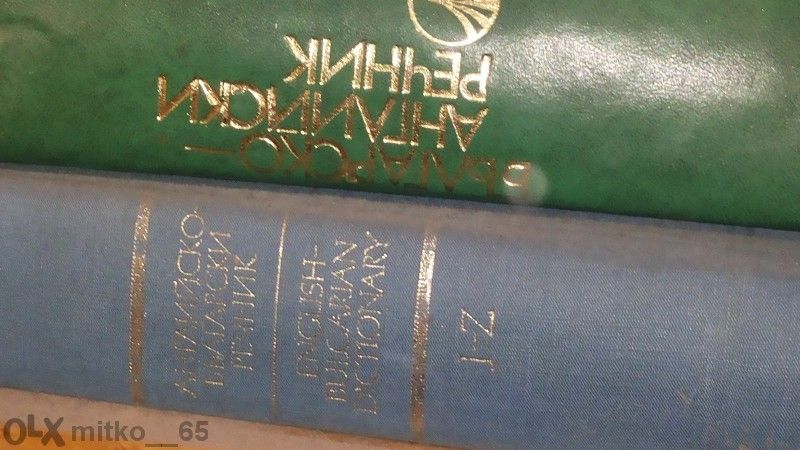 БЪЛГАРСКО—
АНГЛИЙСКИ
РЕЧНИК
АНГЛИЙСКО-
БЪЛГАРСКИ
РЕЧНИК
ENGLISH–
BULGARIAN
DICTIONARY
J–Z
OLX mitko__65